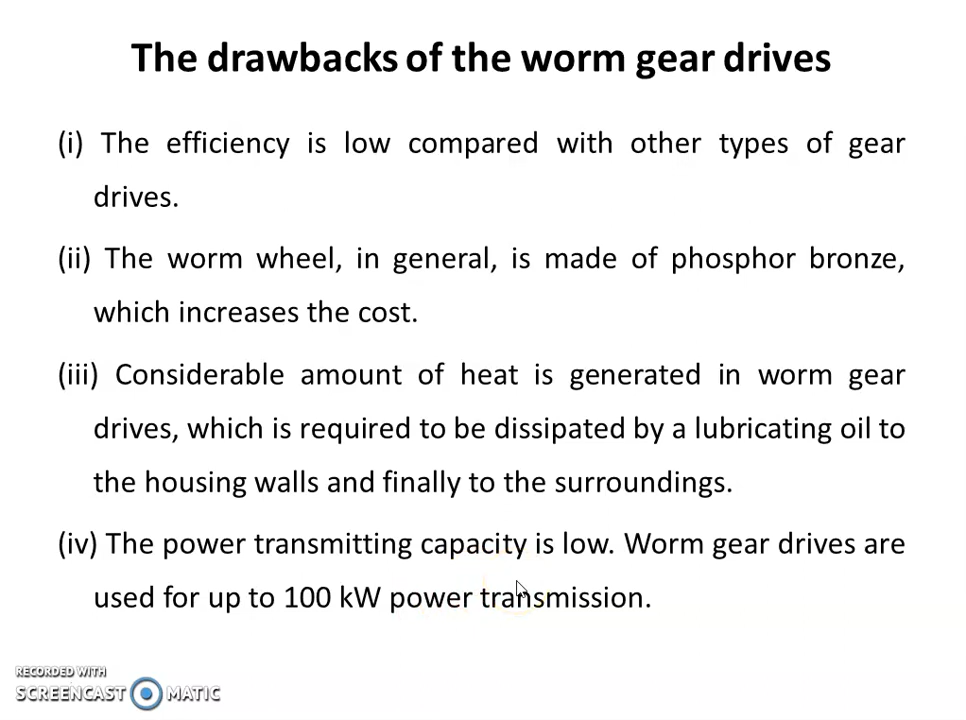 The drawbacks of the worm gear drives
(i) The efficiency is low compared with other types of gear
drives.
(ii) The worm wheel, in general, is made of phosphor bronze,
which increases the cost.
(iii) Considerable amount of heat is generated in worm gear
drives, which is required to be dissipated by a lubricating oil to
the housing walls and finally to the surroundings.
(iv) The power transmitting capacity is low. Worm gear drives are
used for up to 100 kW power transmission.
RECORDED WITH
SCREENCAST MATIC